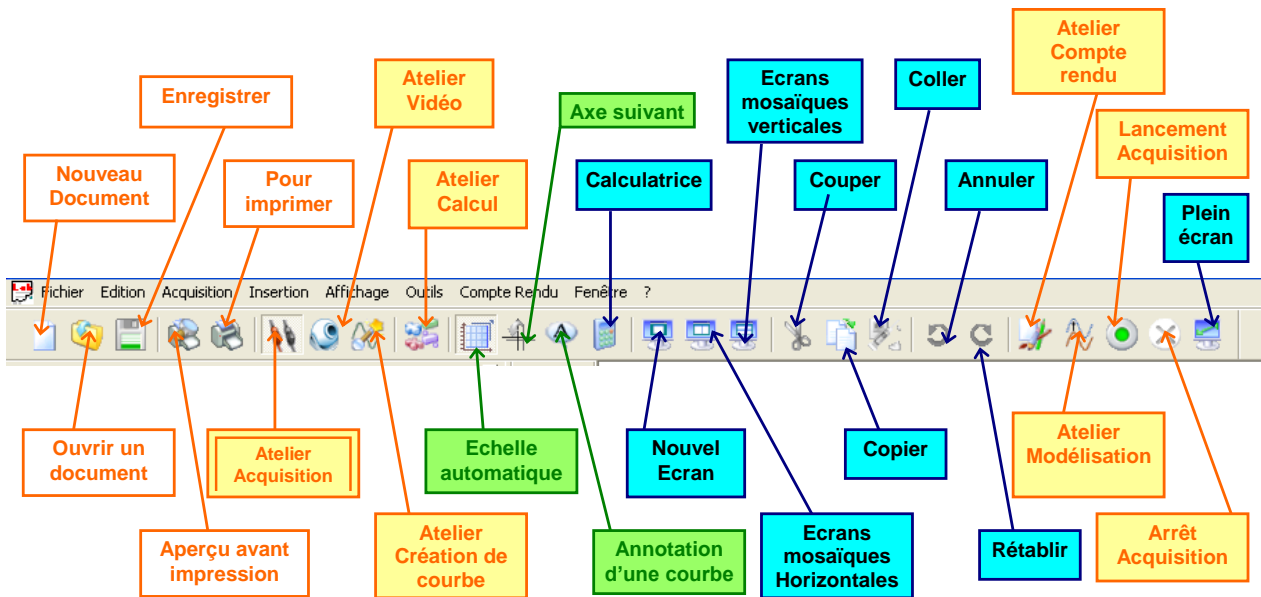 Atelier
Compte
rendu
Enregistrer
Atelier
Vidéo
Axe suivant
Ecrans
mosaïques
verticales
Coller
Lancement
Acquisition
Nouveau
Document
Pour
imprimer
Atelier
Calcul
Calculatrice
Couper
Annuler
Plein
écran
Fichier Edition Acquisition Insertion Affichage Outils Compte Rendu Fenêtre ?
Ouvrir un
document
Atelier
Acquisition
Echelle
automatique
Nouvel
Ecran
Copier
Atelier
Modélisation
Aperçu avant
impression
Atelier
Création de
courbe
Annotation
d'une courbe
Ecrans
mosaïques
Horizontales
Rétablir
Arrêt
Acquisition